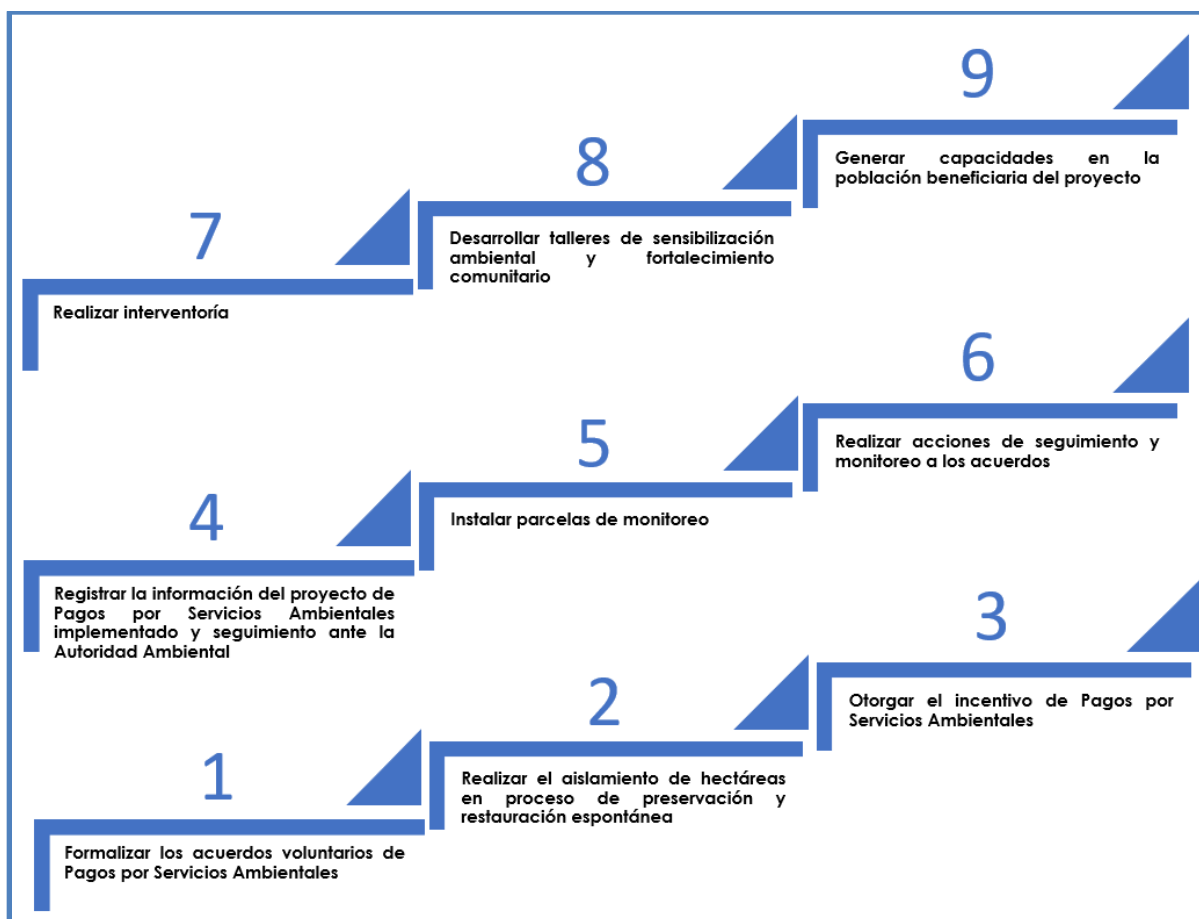 9
Generar capacidades en la
población beneficiaria del proyecto
8
Desarrollar talleres de sensibilización
ambiental y fortalecimiento
comunitario
7
Realizar interventoría
6
Realizar acciones de seguimiento y
monitoreo a los acuerdos
5
Instalar parcelas de monitoreo
4
Registrar la información del proyecto de
Pagos por Servicios Ambientales
implementado y seguimiento ante la
Autoridad Ambiental
3
Otorgar el incentivo de Pagos por
Servicios Ambientales
2
Realizar el aislamiento de hectáreas
en proceso de preservación y
restauración espontánea
1
Formalizar los acuerdos voluntarios de
Pagos por Servicios Ambientales